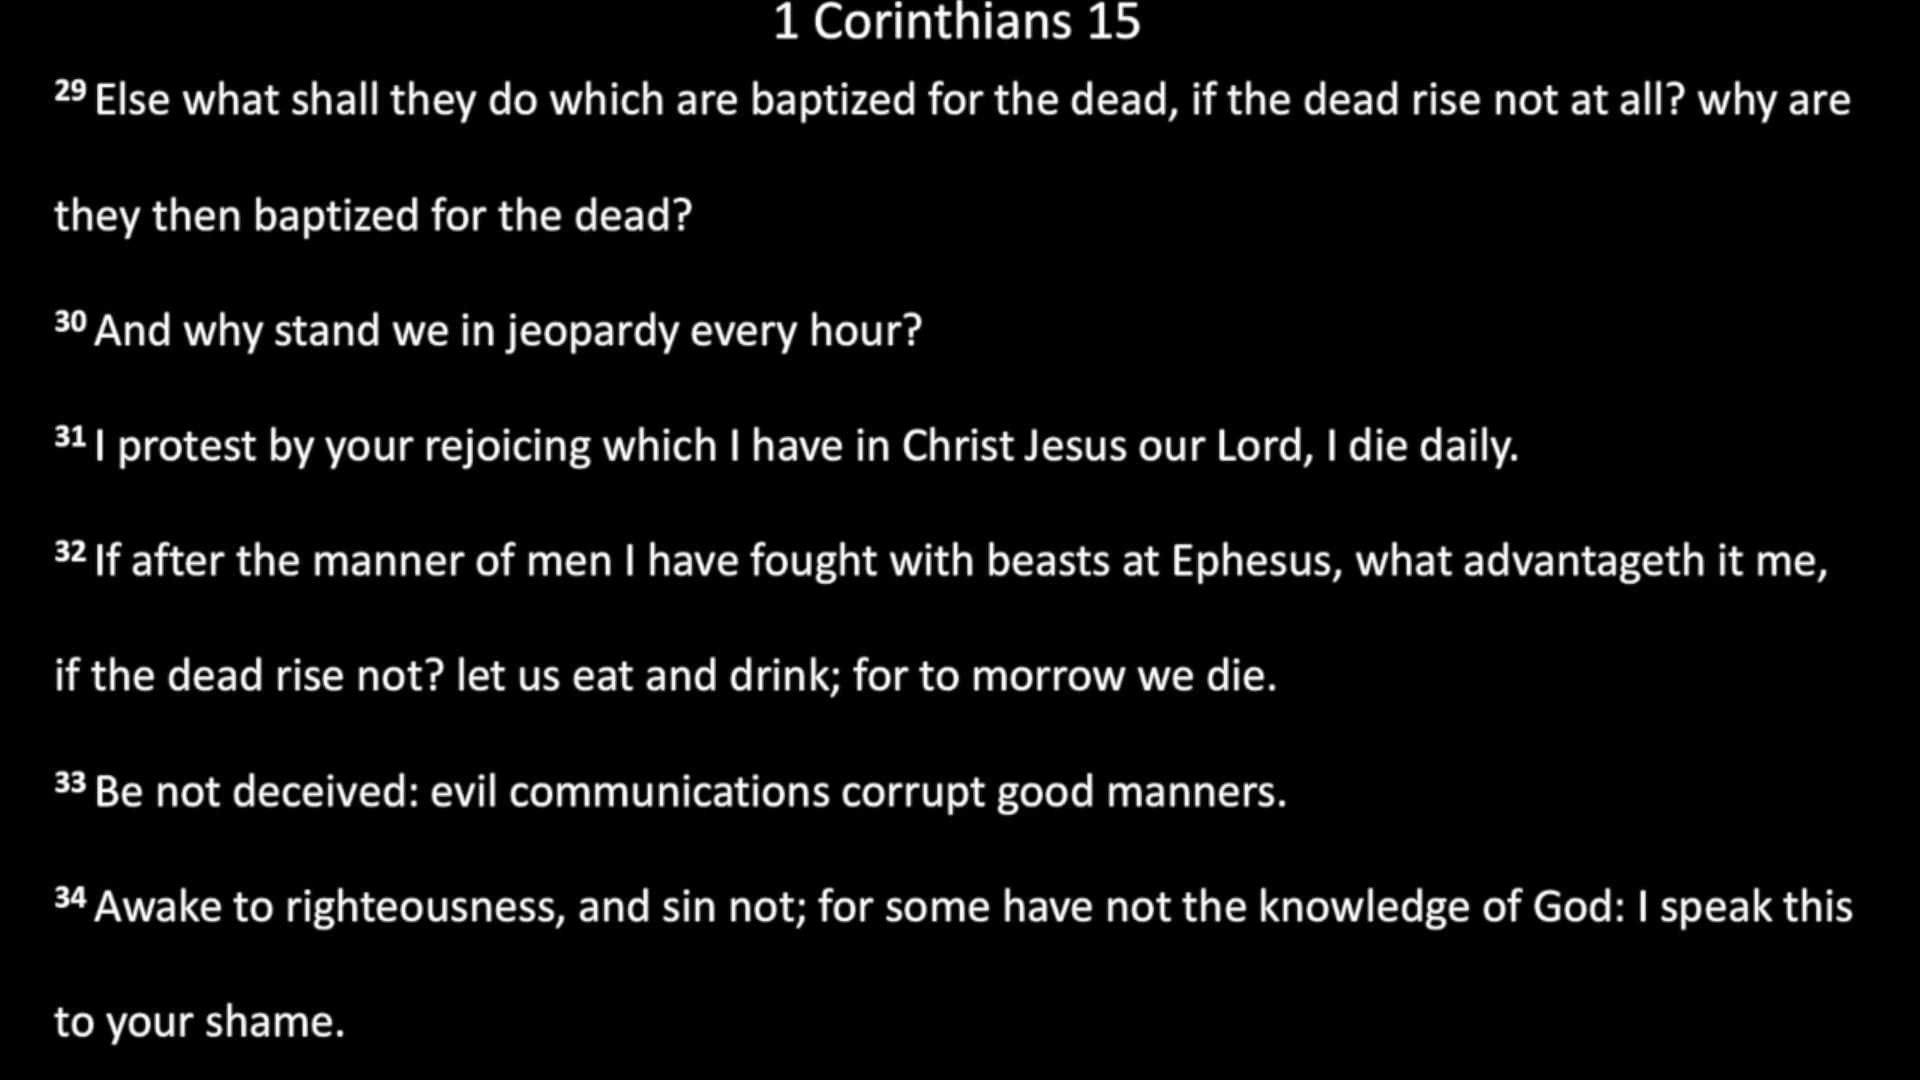 1 Corinthians 15
29 Else what shall they do which are baptized for the dead, if the dead rise not at all? why are
they then baptized for the dead?
30 And why stand we in jeopardy every hour?
31 I protest by your rejoicing which I have in Christ Jesus our Lord, I die daily.
32 If after the manner of men I have fought with beasts at Ephesus, what advantageth it me,
if the dead rise not? let us eat and drink; for to morrow we die.
33 Be not deceived: evil communications corrupt good manners.
34 Awake to righteousness, and sin not; for some have not the knowledge of God: I speak this
to your shame.